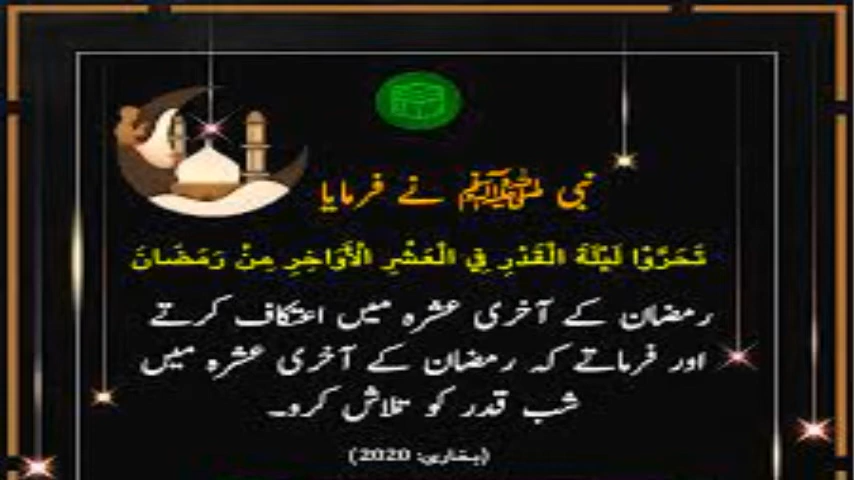 نبی ﷺ نے فرمایا
تَحَرَّوْا لَيْلَةَ الْقَدْرِ فِي الْعَشْرِ الْأَوَاخِرِ مِنْ رَمَضَانَ
رمضان کے آخری عشرہ میں اعتکاف کرتے
اور فرماتے کہ رمضان کے آخری عشرہ میں
شب قدر کو تلاش کرو۔
(بخاری: 2020)